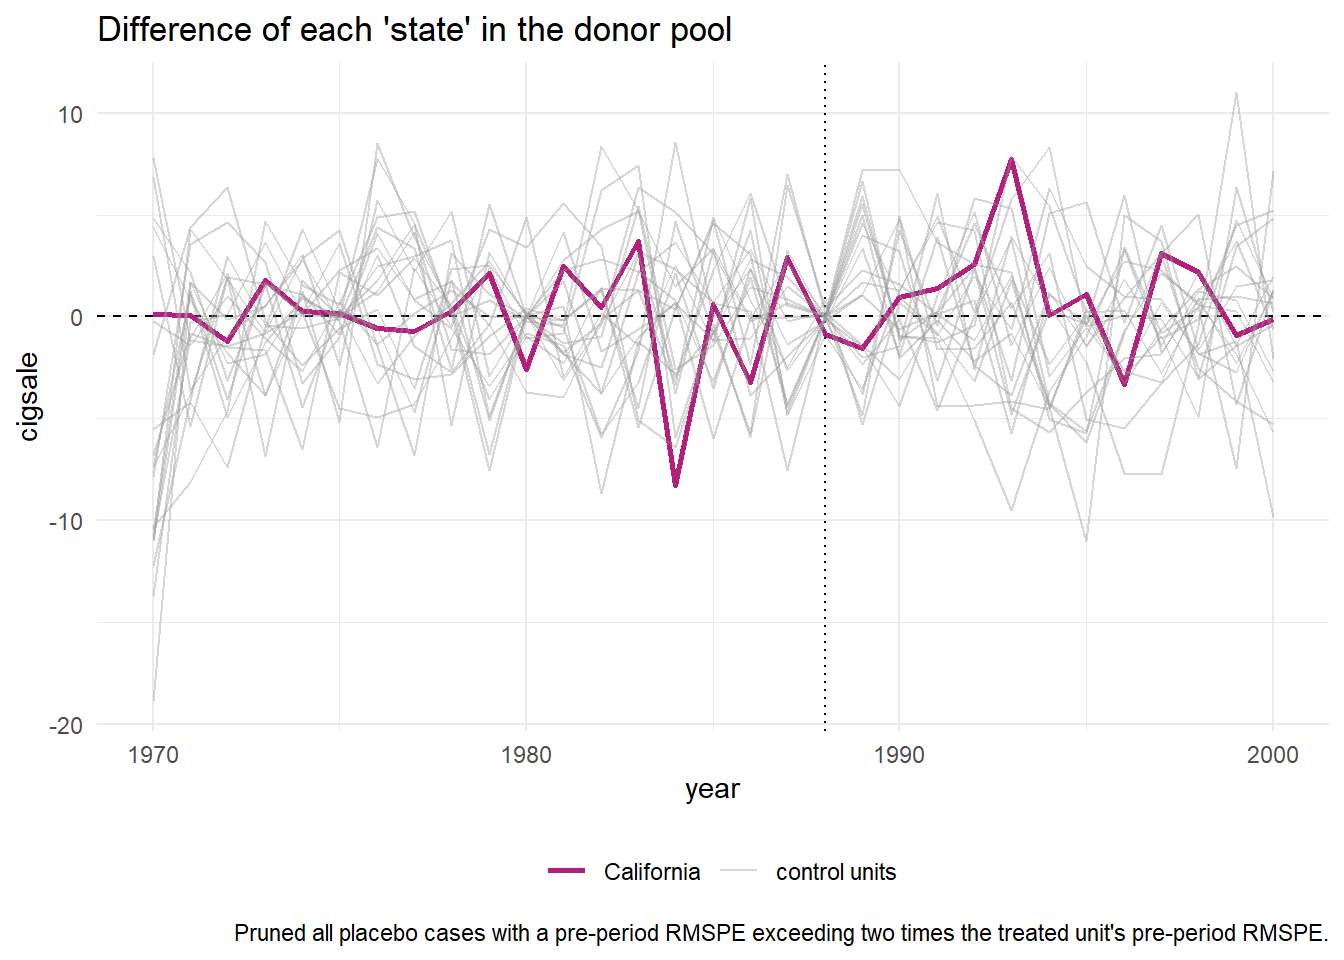 Difference of each 'state' in the donor pool
10
0
-10
-20
cigsale
1970 1980 1990 2000
year
California control units
Pruned all placebo cases with a pre-period RMSPE exceeding two times the treated unit's pre-period RMSPE.